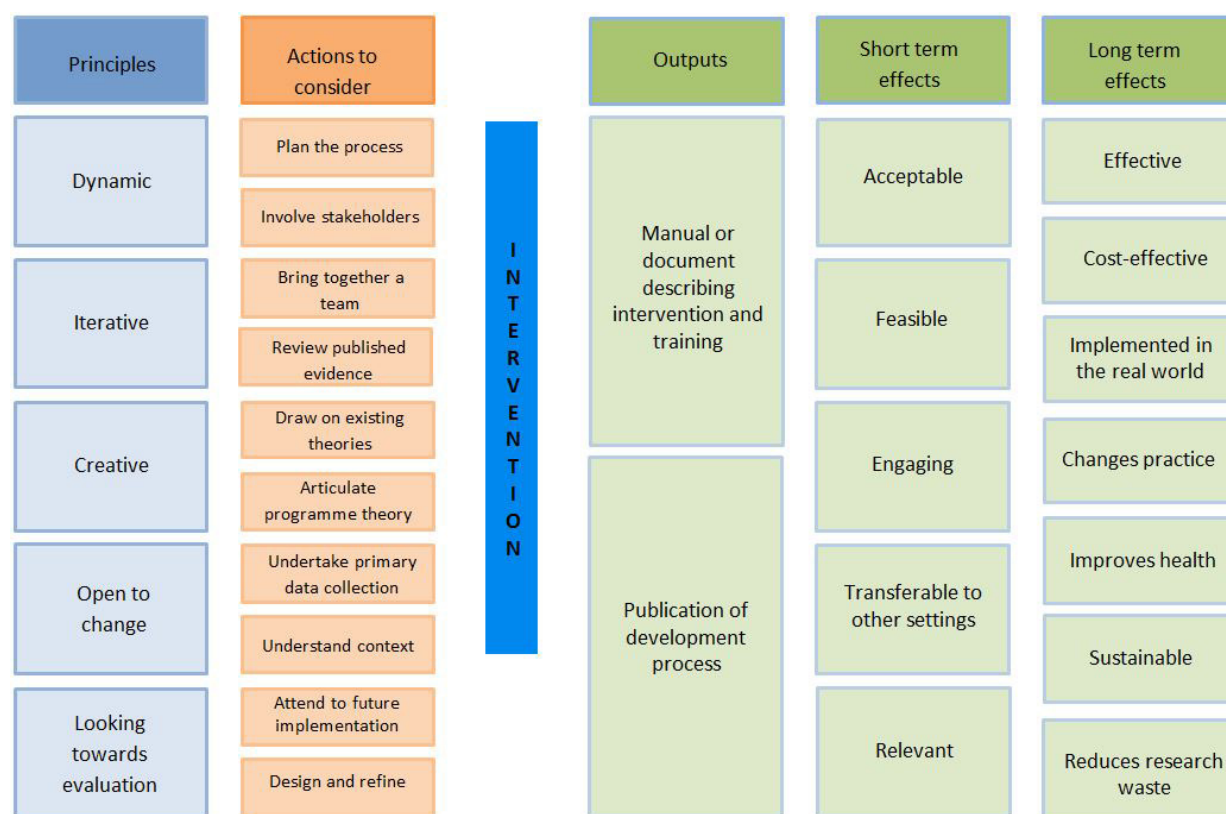 Principles
Dynamic
Iterative
Creative
Open to
change
Looking
towards
evaluation
Actions to
consider
Plan the process
Involve stakeholders
Bring together a
team
Review published
evidence
Draw on existing
theories
Articulate
programme theory
Undertake primary
data collection
Understand context
Attend to future
implementation
Design and refine
INTERVENTION
Outputs
Manual or
document
describing
intervention and
training
Publication of
development
process
Short term
effects
Acceptable
Feasible
Engaging
Transferable to
other settings
Relevant
Long term
effects
Effective
Cost-effective
Implemented in
the real world
Changes practice
Improves health
Sustainable
Reduces research
waste